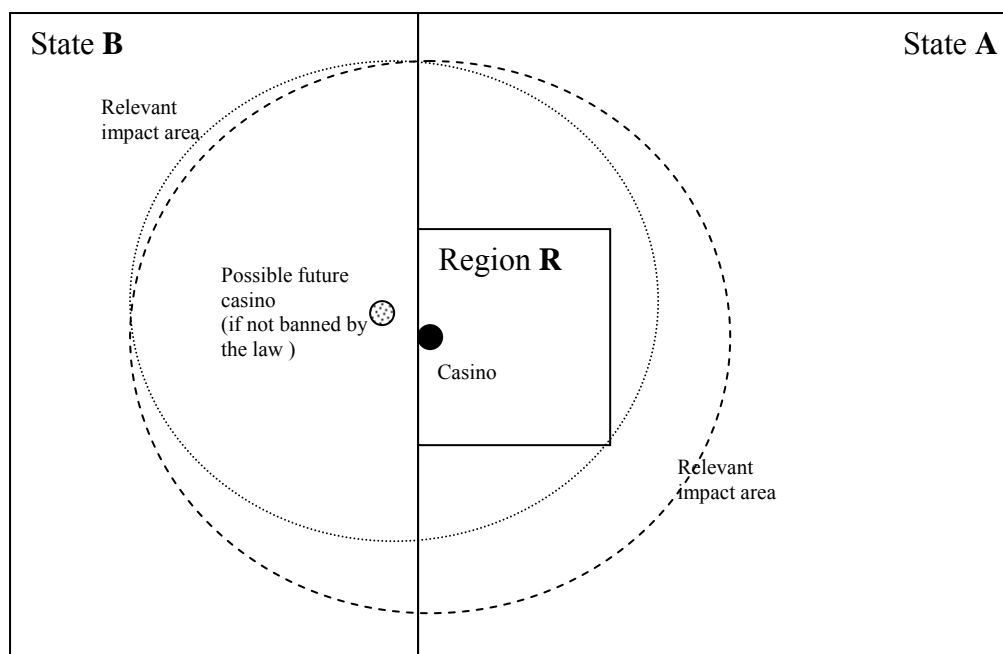 State B
State A
Relevant
impact area
Region R
Possible future
casino
(if not banned by
the law )
Casino
Relevant
impact area